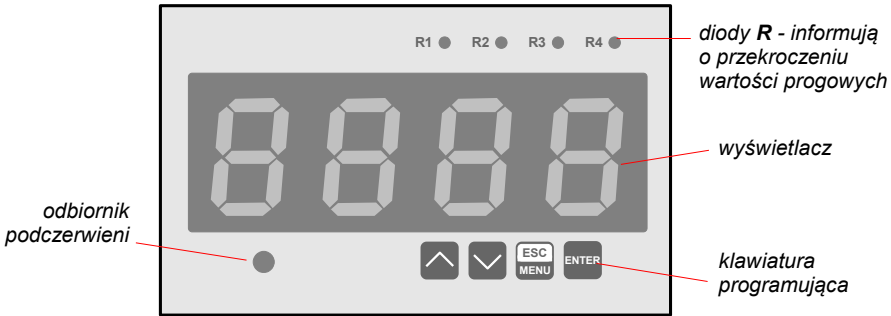 R1 R2 R3 R4
diody R - informują
o przekroczeniu
wartości progowych
wyświetlacz
odbiornik
podczerwieni
ESC
MENU
ENTER
klawiatura
programująca